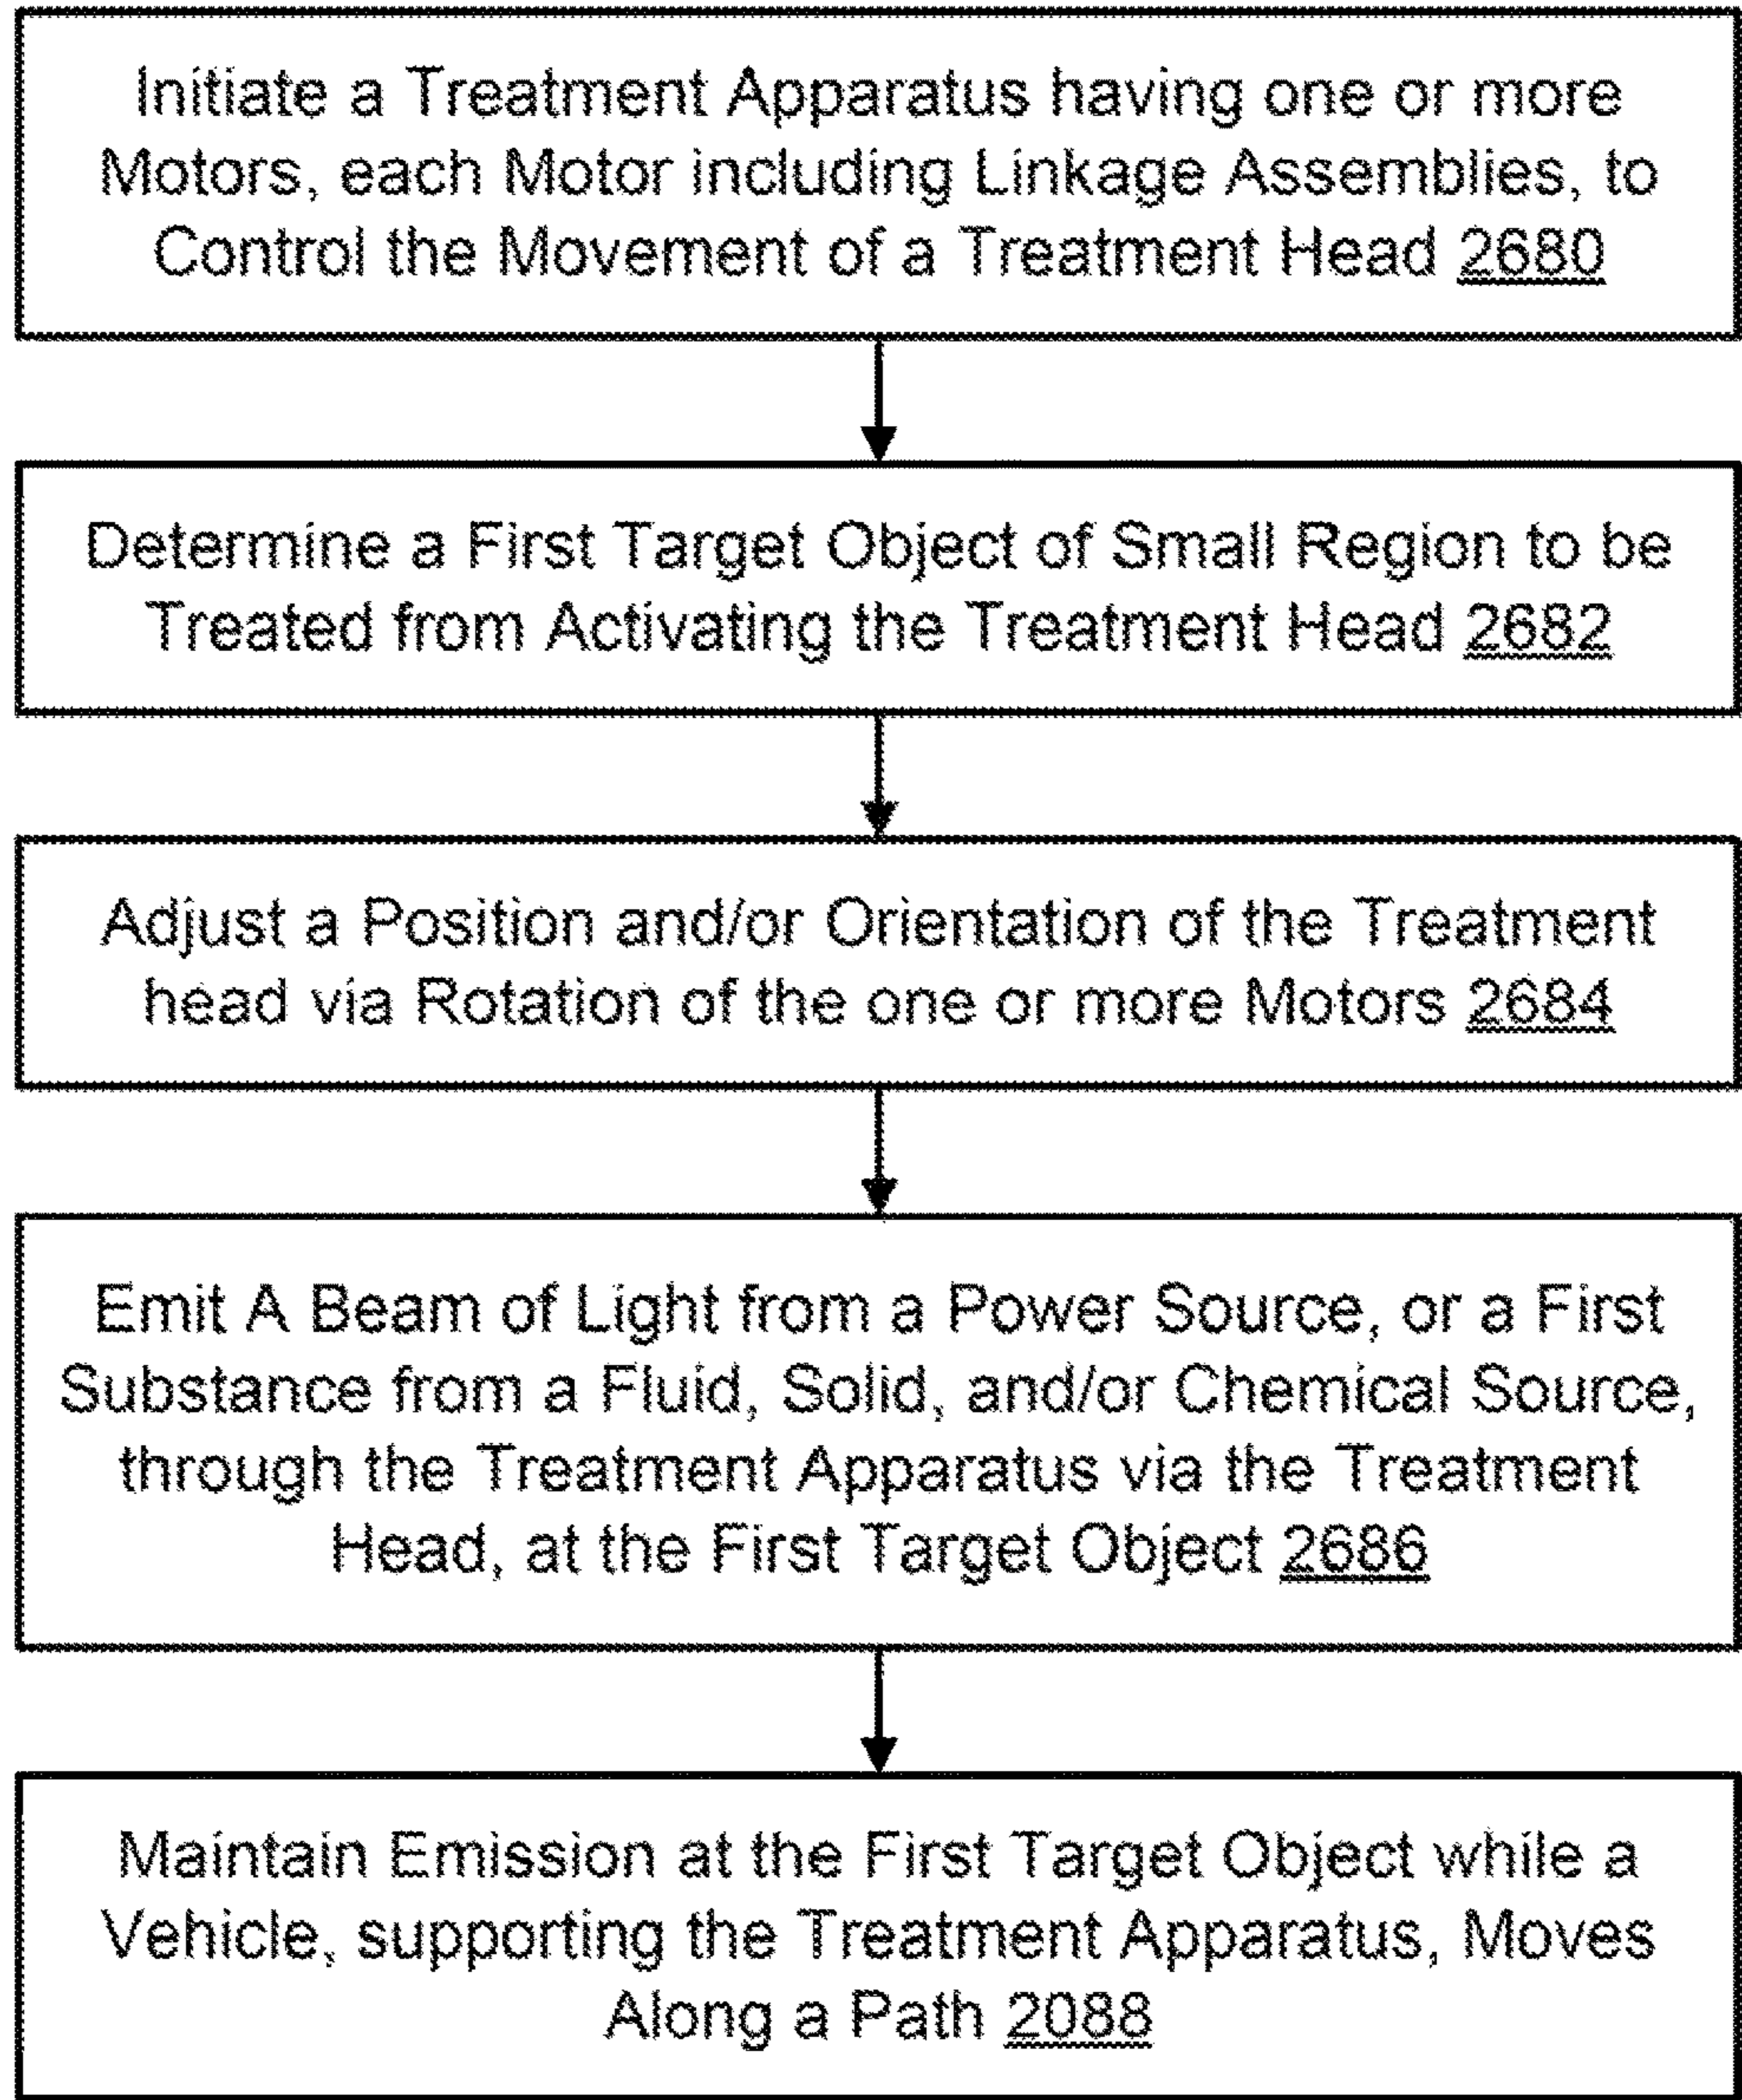 Initiate a Treatment Apparatus having one or more
Motors, each Motor including Linkage Assemblies, to
Control the Movement of a Treatment Head 2680
Determine a First Target Object of Small Region to be
Treated from Activating the Treatment Head 2682
Adjust a Position and/or Orientation of the Treatment
head via Rotation of the one or more Motors 2684
Emit A Beam of Light from a Power Source, or a First
Substance from a Fluid, Solid, and/or Chemical Source,
through the Treatment Apparatus via the Treatment
Head, at the First Target Object 2686
Maintain Emission at the First Target Object while a
Vehicle, supporting the Treatment Apparatus, Moves
Along a Path 2088